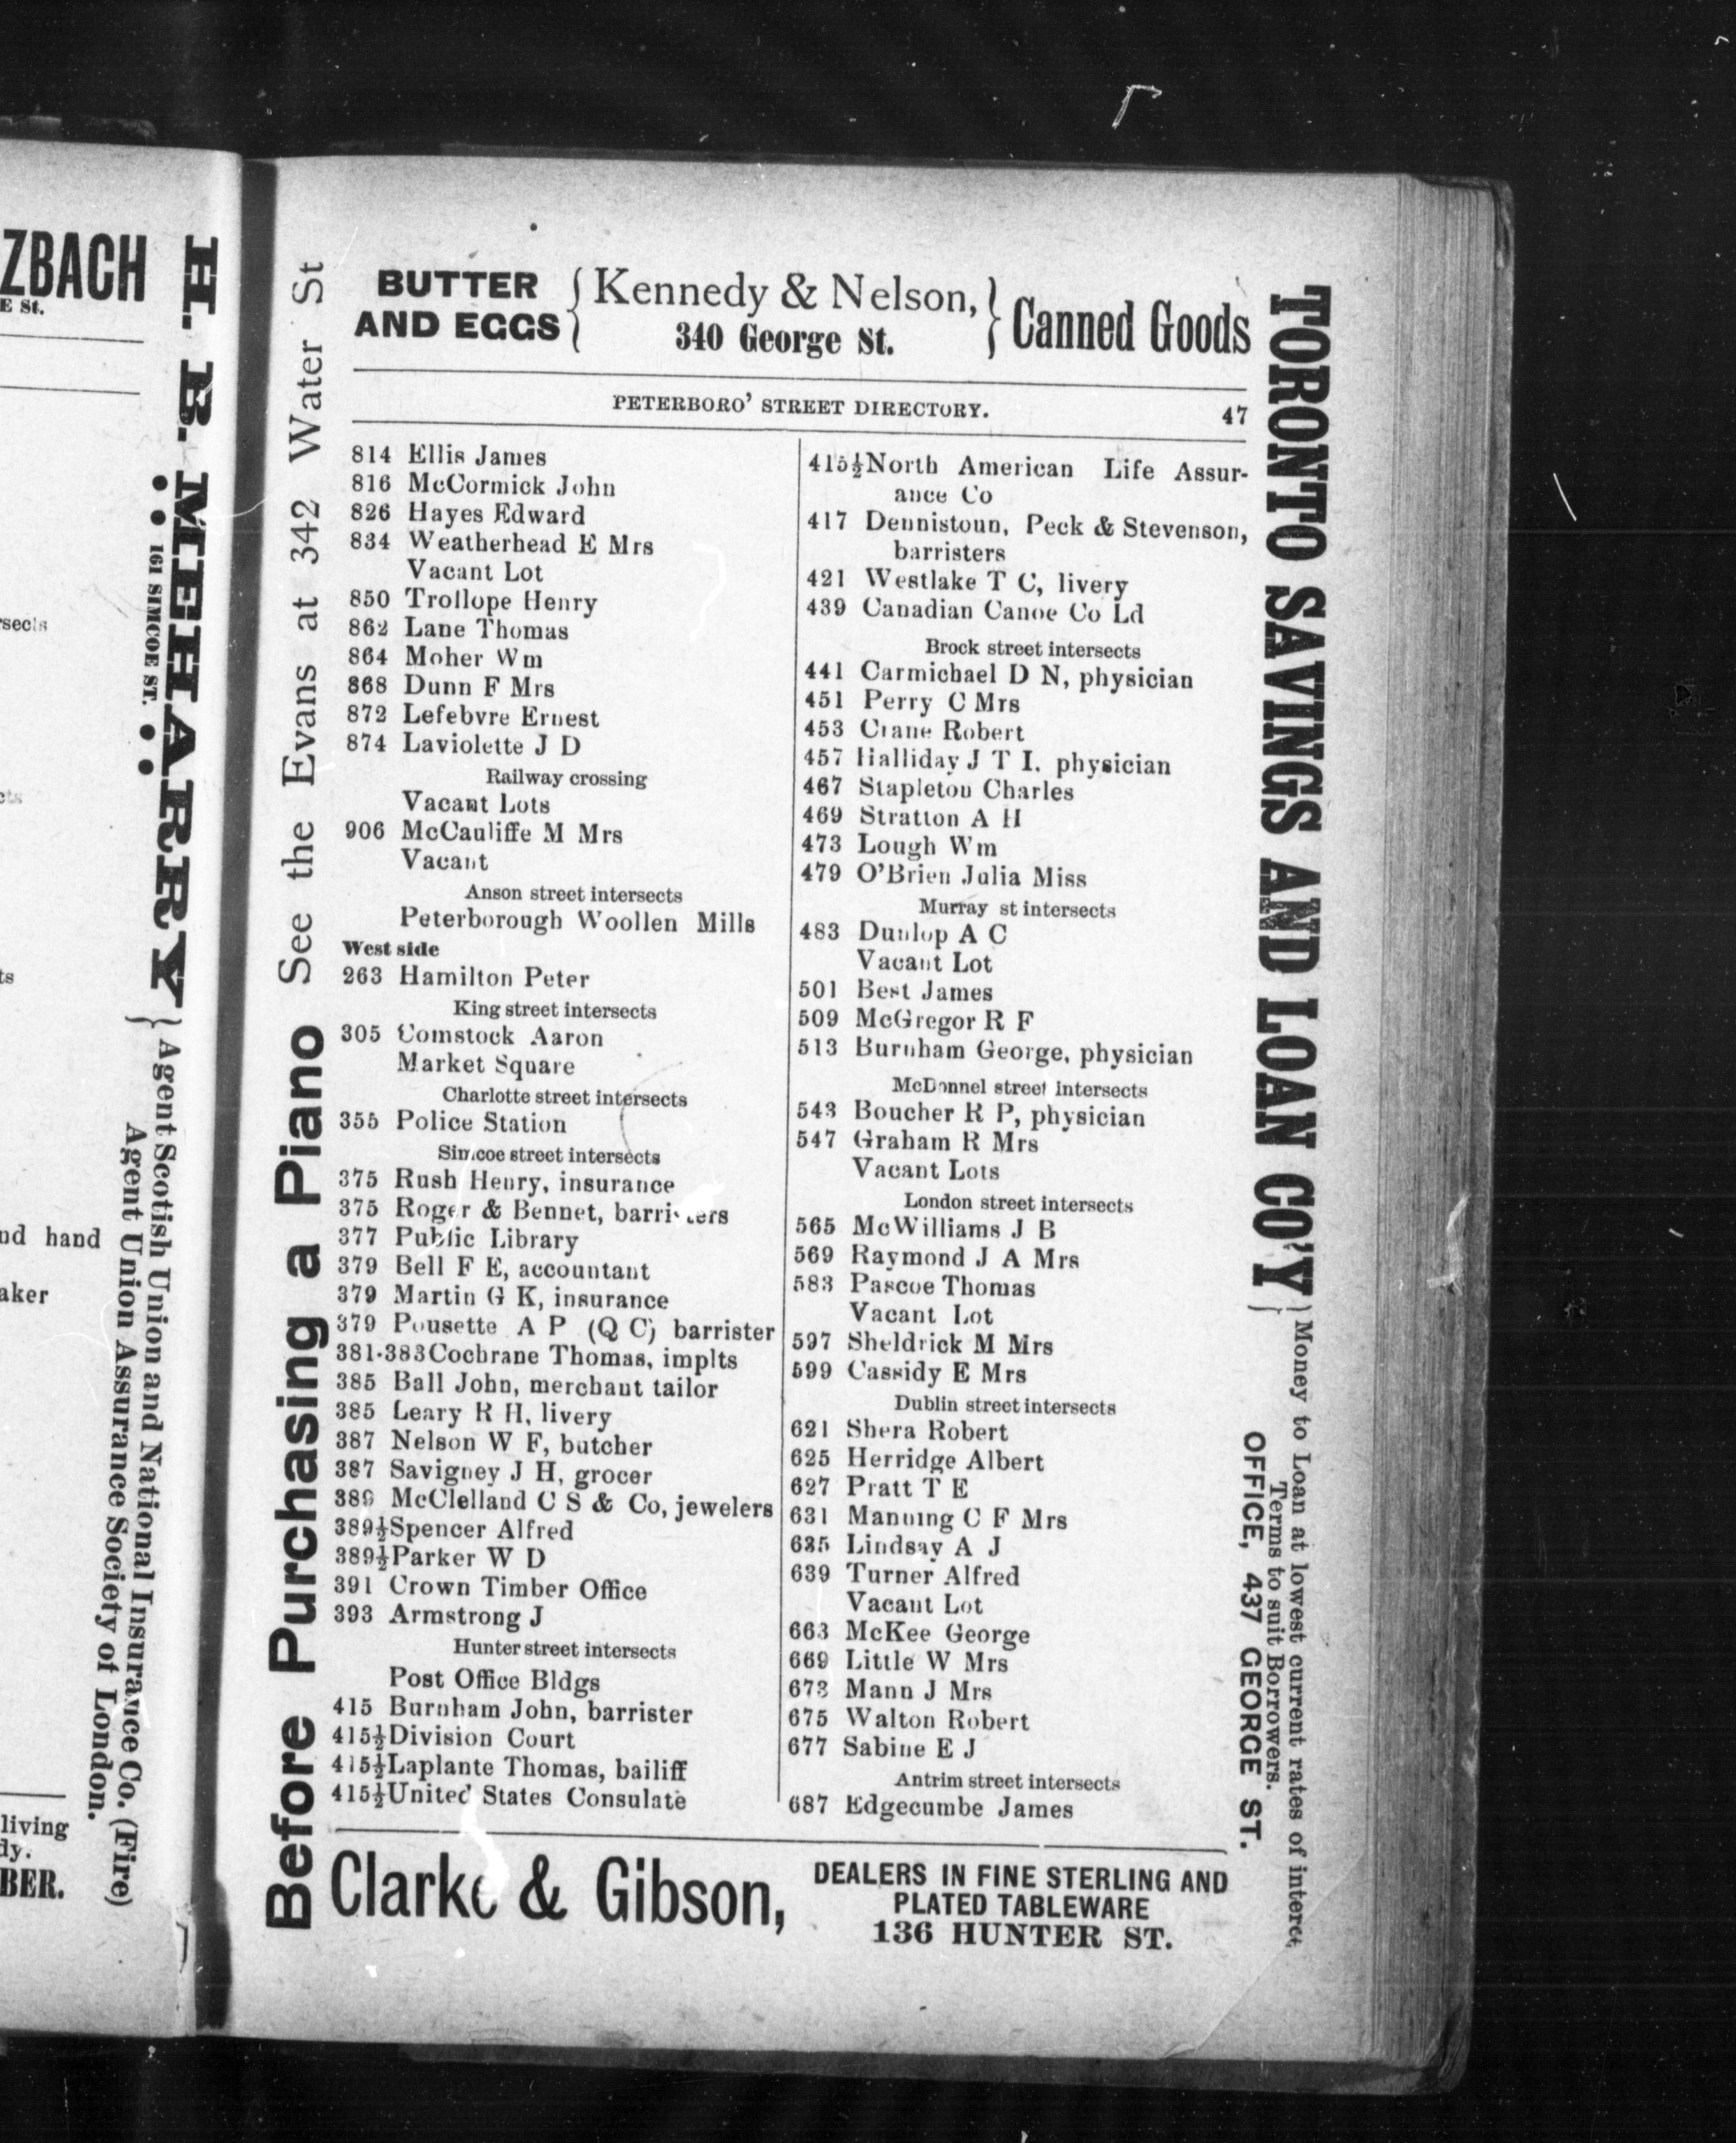 ZBACH
E St.
rsects
nd hand
aker
living
dy.
BER.
H. B. MEHARRY
161 SIMCOE ST.
Agent Scotish Union and National Insurance Co. (Fire)
Agent Union Assurance Society of London.
Before Purchasing a Piano See the Evans at 342 Water St
BUTTER
AND EGGS
Kennedy & Nelson,
340 George St.
Canned Goods
PETERBORO' STREET DIRECTORY. 47
814 Ellis James
816 McCormick John
826 Hayes Edward
834 Weatherhead E Mrs
Vacant Lot
850 Trollope Henry
862 Lane Thomas
864 Moher Wm
868 Dunn F Mrs
872 Lefebvre Ernest
874 Laviolette J D
Railway crossing
Vacant Lots
906 McCauliffe M Mrs
Vacant
Anson street intersects
Peterborough Woollen Mills
West side
263 Hamilton Peter
King street intersects
305 Comstock Aaron
Market Square
Charlotte street intersects
355 Police Station
Simcoe street intersects
375 Rush Henry, insurance
375 Roger & Bennet, barristers
377 Public Library
379 Bell F E, accountant
379 Martin G K, insurance
379 Pousette A P (Q C) barrister
381-383 Cochrane Thomas, implts
385 Ball John, merchant tailor
385 Leary R H, livery
387 Nelson W F, butcher
387 Savigney J H, grocer
389 McClelland C S & Co, jewelers
389½ Spencer Alfred
389½ Parker W D
391 Crown Timber Office
393 Armstrong J
Hunter street intersects
Post Office Bldgs
415 Burnham John, barrister
415½ Division Court
415½ Laplante Thomas, bailiff
415½ United States Consulate
415½ North American Life Assur-
ance Co
417 Dennistoun, Peck & Stevenson,
barristers
421 Westlake T C, livery
439 Canadian Canoe Co Ld
Brock street intersects
441 Carmichael D N, physician
451 Perry C Mrs
453 Crane Robert
457 Halliday J T I. physician
467 Stapleton Charles
469 Stratton A H
473 Lough Wm
479 O'Brien Julia Miss
Murray st intersects
483 Dunlop A C
Vacant Lot
501 Best James
509 McGregor R F
513 Burnham George, physician
McDonnel street intersects
543 Boucher R P, physician
547 Graham R Mrs
Vacant Lots
London street intersects
565 McWilliams J B
569 Raymond J A Mrs
583 Pascoe Thomas
Vacant Lot
597 Sheldrick M Mrs
599 Cassidy E Mrs
Dublin street intersects
621 Shera Robert
625 Herridge Albert
627 Pratt T E
631 Manning C F Mrs
635 Lindsay A J
639 Turner Alfred
Vacant Lot
663 McKee George
669 Little W Mrs
673 Mann J Mrs
675 Walton Robert
677 Sabine E J
Antrim street intersects
687 Edgecumbe James
Clarke & Gibson,
DEALERS IN FINE STERLING AND
PLATED TABLEWARE
136 HUNTER ST.
TORONTO SAVINGS AND LOAN CO'Y
Money to Loan at lowest current rates of interest
Terms to suit Borrowers.
OFFICE, 437 GEORGE ST.